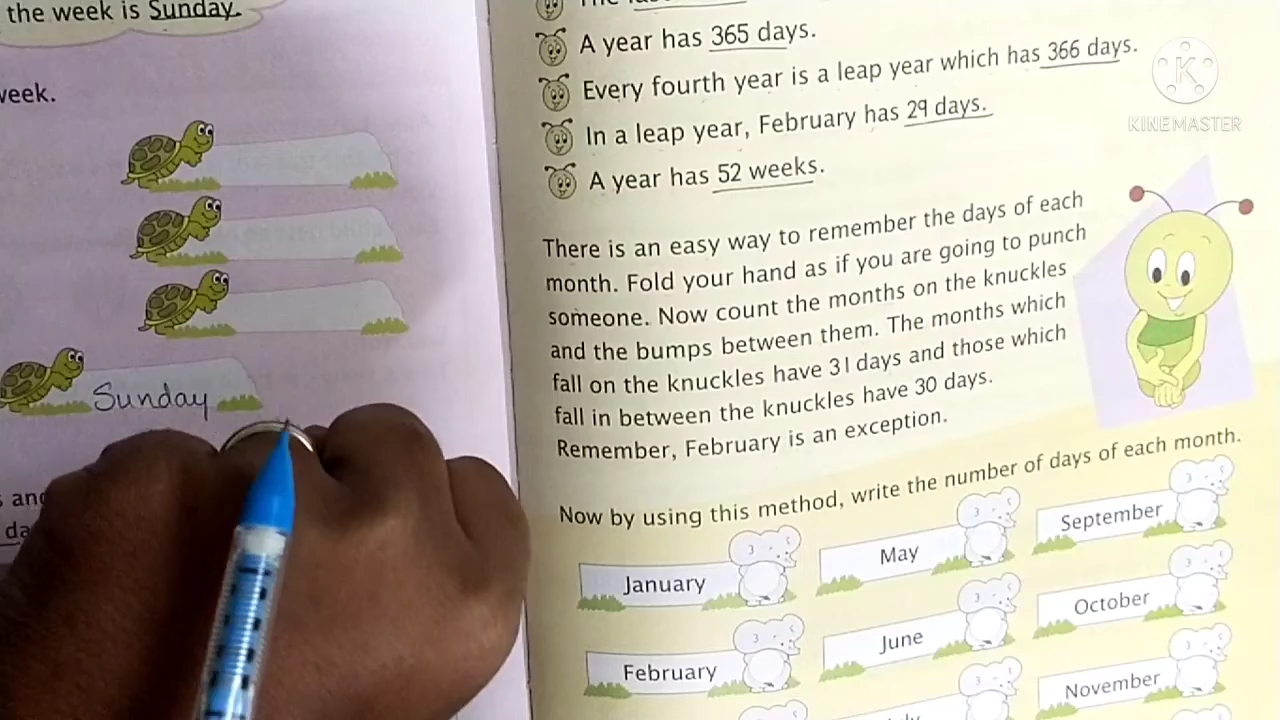 the week is Sunday.
week.
Sunday
A year has 365 days.
Every fourth year is a leap year which has 366 days.
In a leap year, February has 29 days.
A year has 52 weeks.
There is an easy way to remember the days of each
month. Fold your hand as if you are going to punch
someone. Now count the months on the knuckles
and the bumps between them. The months which
fall on the knuckles have 31 days and those which
fall in between the knuckles have 30 days.
Remember, February is an exception.
Now by using this method, write the number of days of each month.
January
May
September
February
June
October
November
KINEMASTER